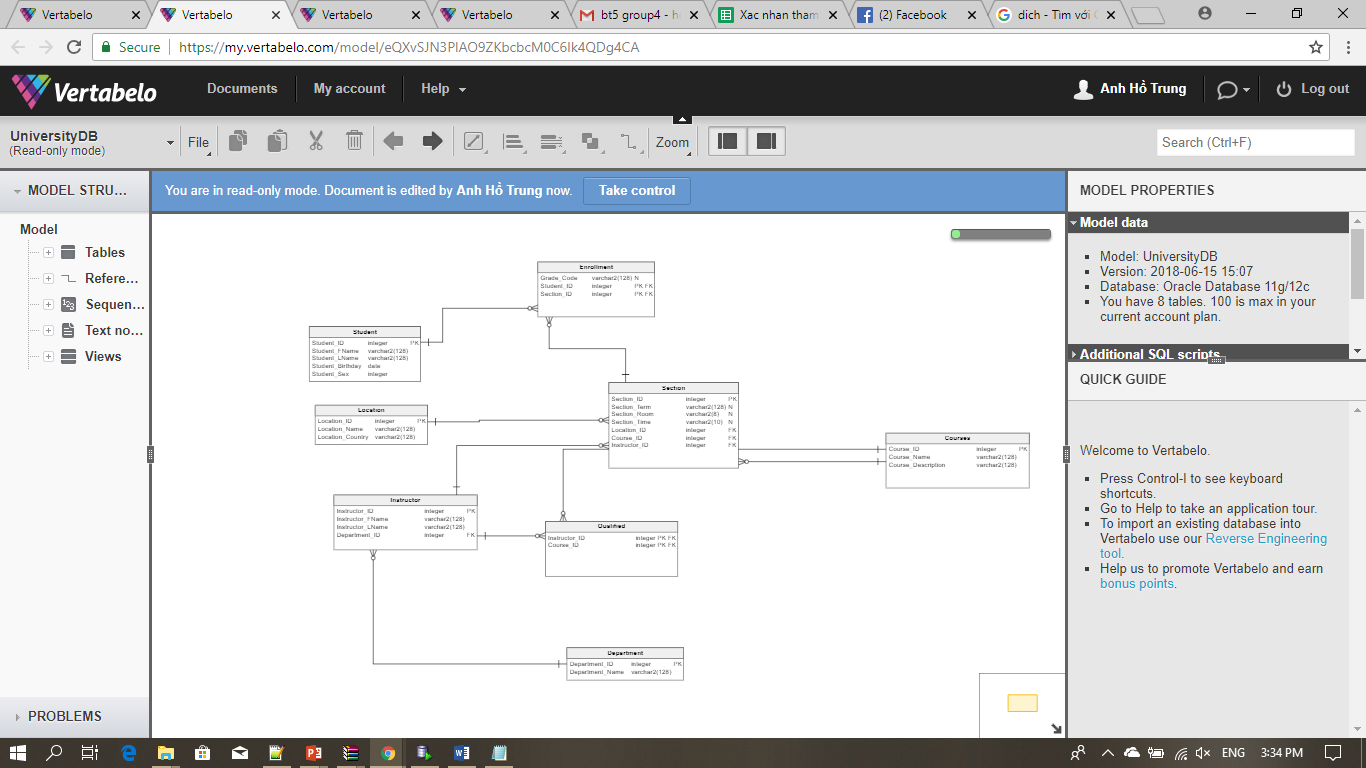 Vertabelo
Vertabelo
Vertabelo
Vertabelo
bt5 group4 - h
Xac nhan tham
(2) Facebook
dich - Tìm với
Secure
https://my.vertabelo.com/model/eQXvSJN3PlAO9ZKbcbcM0C6Ik4QDg4CA
Vertabelo
Documents
My account
Help
Anh Hồ Trung
Log out
UniversityDB
(Read-only mode)
File
Zoom
Search (Ctrl+F)
MODEL STRU...
You are in read-only mode. Document is edited by Anh Hồ Trung now.
Take control
MODEL PROPERTIES
Model
Tables
Refere...
Sequen...
Text no...
Views
PROBLEMS
Enrollment
Grade_Code varchar2(128) N
Student_ID integer PK FK
Section_ID integer PK FK
Student
Student_ID integer PK
Student_FName varchar2(128)
Student_LName varchar2(128)
Student_Birthday date
Student_Sex integer
Location
Location_ID integer PK
Location_Name varchar2(128)
Location_Country varchar2(128)
Section
Section_ID integer PK
Section_Term varchar2(128) N
Section_Room varchar2(8) N
Section_Time varchar2(10) N
Location_ID integer FK
Course_ID integer FK
Instructor_ID integer FK
Courses
Course_ID integer PK
Course_Name varchar2(128)
Course_Description varchar2(128)
Instructor
Instructor_ID integer PK
Instructor_FName varchar2(128)
Instructor_LName varchar2(128)
Department_ID integer FK
Qualified
Instructor_ID integer PK FK
Course_ID integer PK FK
Department
Department_ID integer PK
Department_Name varchar2(128)
Model data
Model: UniversityDB
Version: 2018-06-15 15:07
Database: Oracle Database 11g/12c
You have 8 tables. 100 is max in your
current account plan.
Additional SQL scripts
QUICK GUIDE
Welcome to Vertabelo.
Press Control-I to see keyboard
shortcuts.
Go to Help to take an application tour.
To import an existing database into
Vertabelo use our Reverse Engineering
tool.
Help us to promote Vertabelo and earn
bonus points.
ENG
3:34 PM